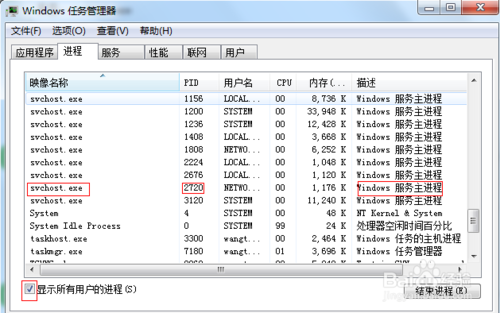 Windows 任务管理器
文件(F) 选项(O) 查看(V) 帮助(H)
应用程序 进程 服务 性能 联网 用户
映像名称 PID 用户名 CPU 内存(... 描述
svchost.exe 1156 LOCAL... 00 8,736 K Windows 服务主进程
svchost.exe 1200 SYSTEM 00 33,948 K Windows 服务主进程
svchost.exe 1236 SYSTEM 00 12,428 K Windows 服务主进程
svchost.exe 1408 LOCAL... 00 3,668 K Windows 服务主进程
svchost.exe 1808 NETWO... 00 6,252 K Windows 服务主进程
svchost.exe 2224 LOCAL... 00 1,048 K Windows 服务主进程
svchost.exe 2676 LOCAL... 00 1,120 K Windows 服务主进程
svchost.exe 2720 NETWO... 00 1,176 K Windows 服务主进程
svchost.exe 3120 SYSTEM 00 11,240 K Windows 服务主进程
System 4 SYSTEM 00 48 K NT Kernel & System
System Idle Process 0 SYSTEM 99 24 K 处理器空闲时间百分比
taskhost.exe 3300 wangt... 00 2,464 K Windows 任务的主机进程
taskmgr.exe 7180 wangt... 01 3,696 K Windows 任务管理器
显示所有用户的进程(S) 结束进程(E)